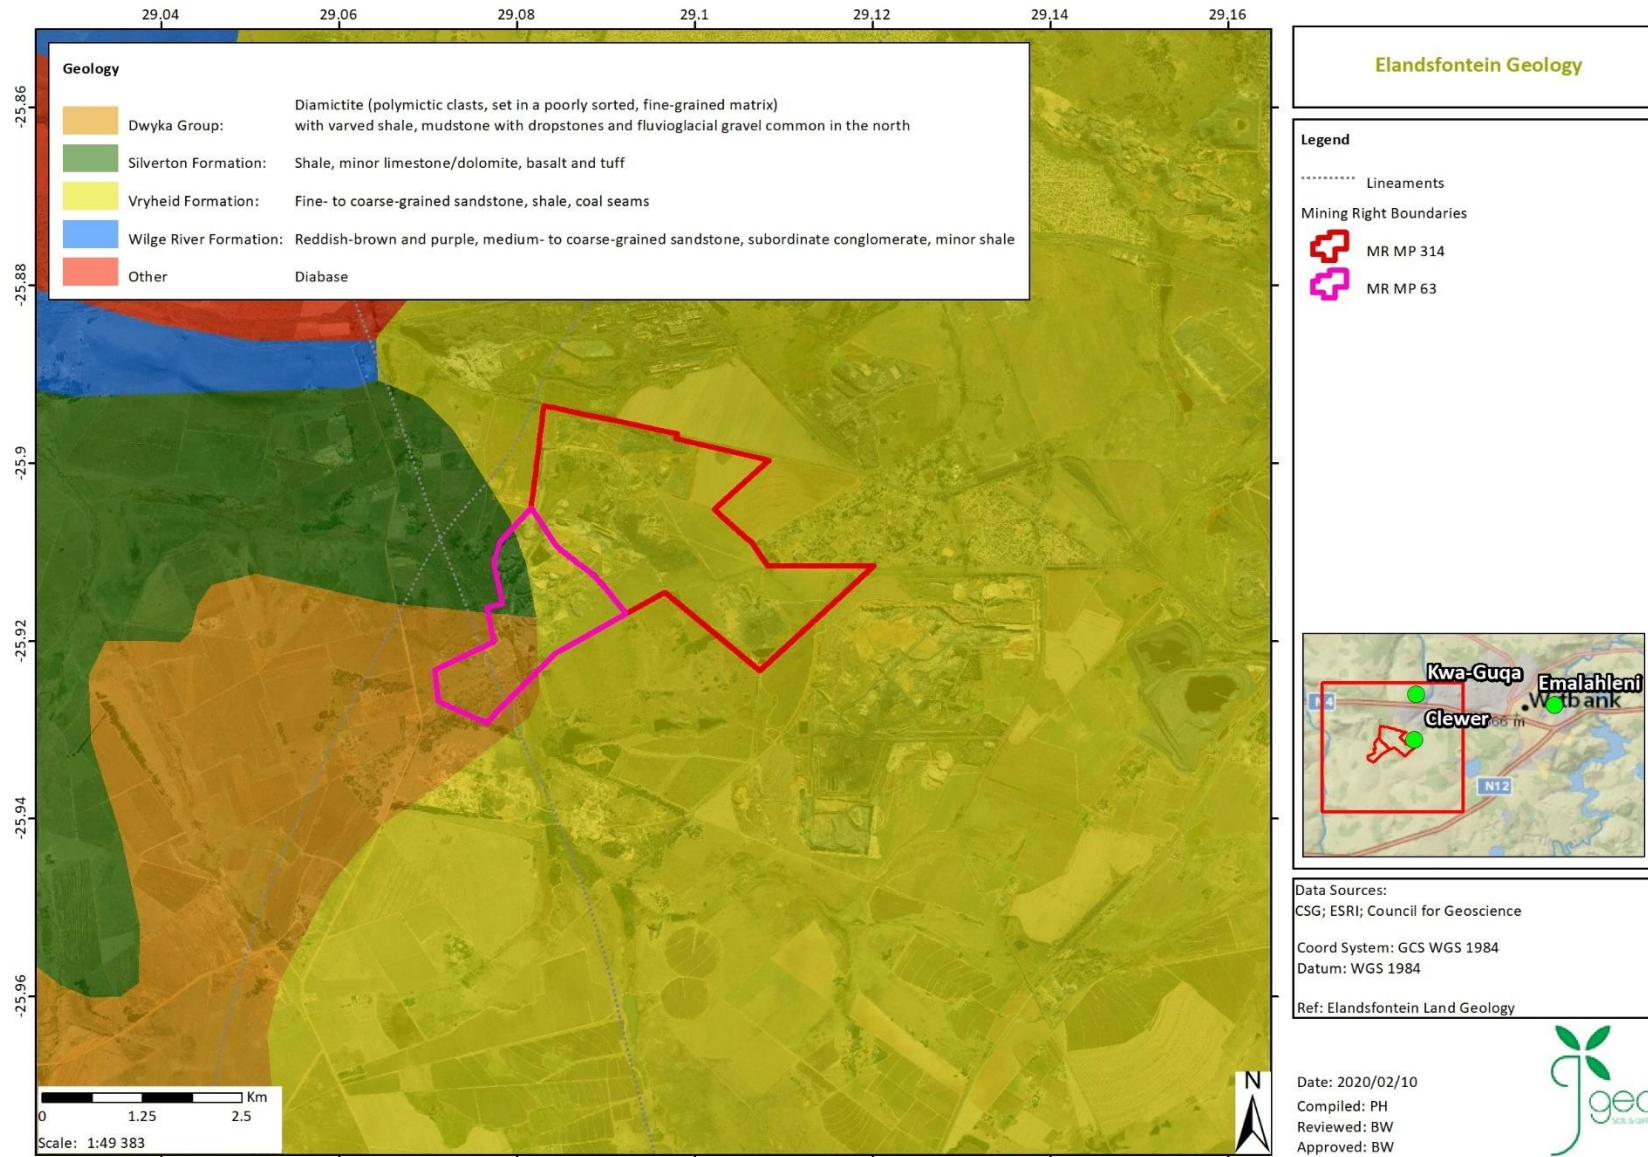 29.04 29.06 29.08 29.1 29.12 29.14 29.16
-25.86
-25.88
-25.9
-25.92
-25.94
-25.96
Geology
Diamictite (polymictic clasts, set in a poorly sorted, fine-grained matrix)
Dwyka Group: with varved shale, mudstone with dropstones and fluvioglacial gravel common in the north
Silverton Formation: Shale, minor limestone/dolomite, basalt and tuff
Vryheid Formation: Fine- to coarse-grained sandstone, shale, coal seams
Wilge River Formation: Reddish-brown and purple, medium- to coarse-grained sandstone, subordinate conglomerate, minor shale
Other Diabase
Km
0 1.25 2.5
Scale: 1:49 383
N
Elandsfontein Geology
Legend
Lineaments
Mining Right Boundaries
MR MP 314
MR MP 63
Kwa-Guqa
Emalahleni
N4
Witbank
Clewer
66 m
N12
Data Sources:
CSG; ESRI; Council for Geoscience
Coord System: GCS WGS 1984
Datum: WGS 1984
Ref: Elandsfontein Land Geology
Date: 2020/02/10
Compiled: PH
Reviewed: BW
Approved: BW
geo